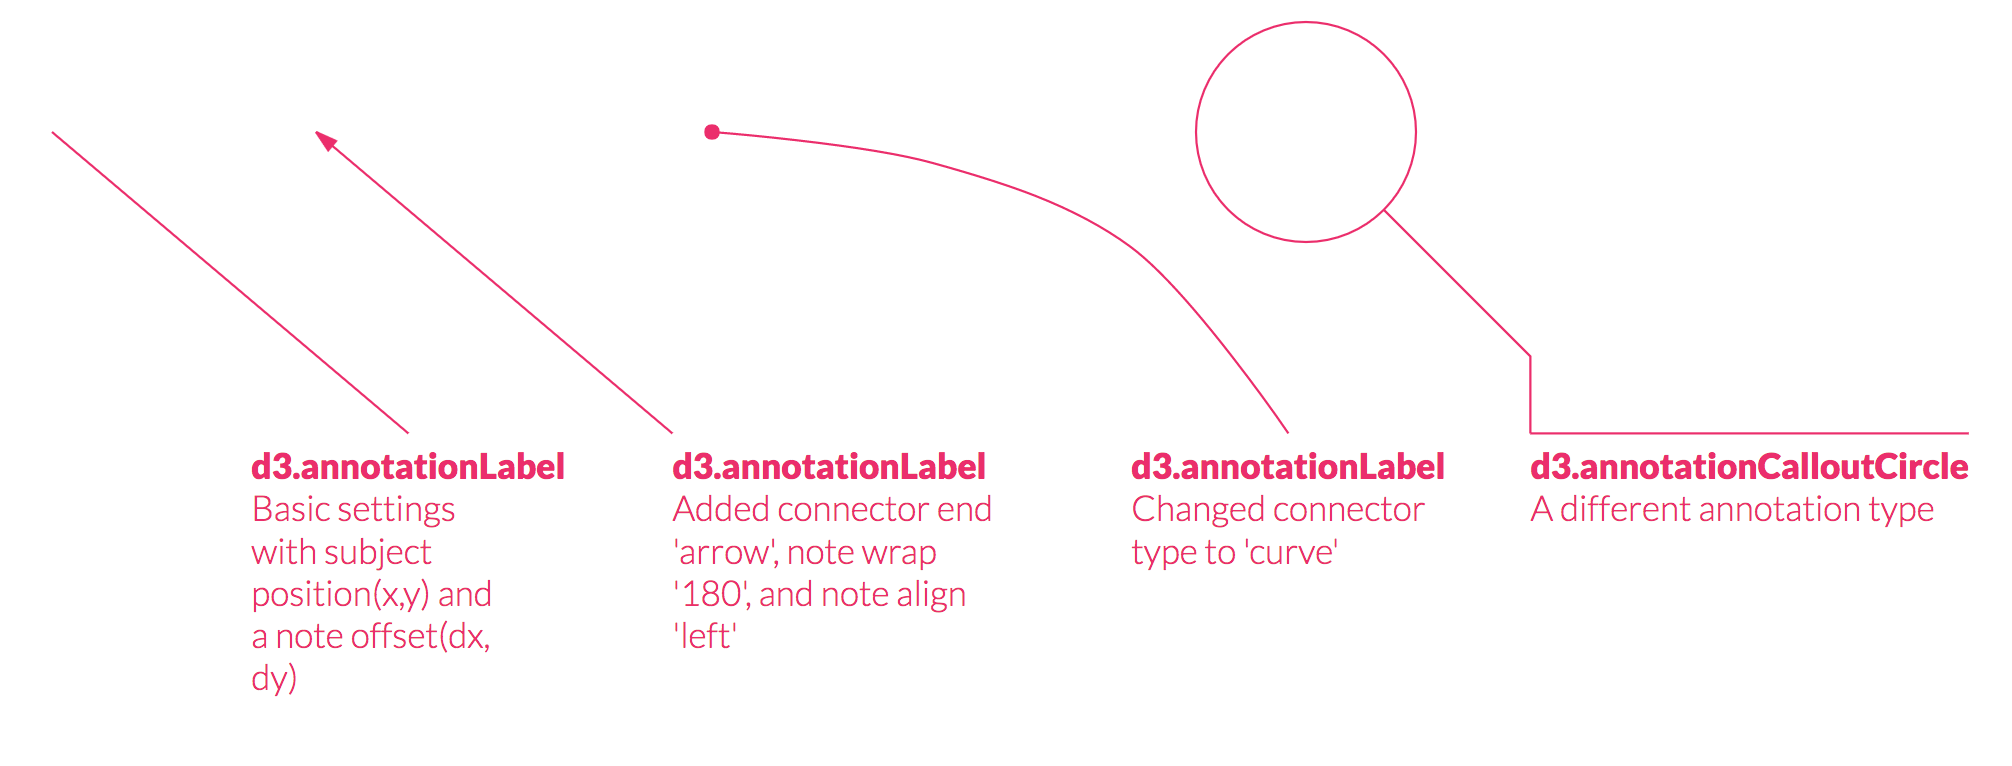 d3.annotationLabel
Basic settings
with subject
position(x,y) and
a note offset(dx,
dy)
d3.annotationLabel
Added connector end
'arrow', note wrap
'180', and note align
'left'
d3.annotationLabel
Changed connector
type to 'curve'
d3.annotationCalloutCircle
A different annotation type